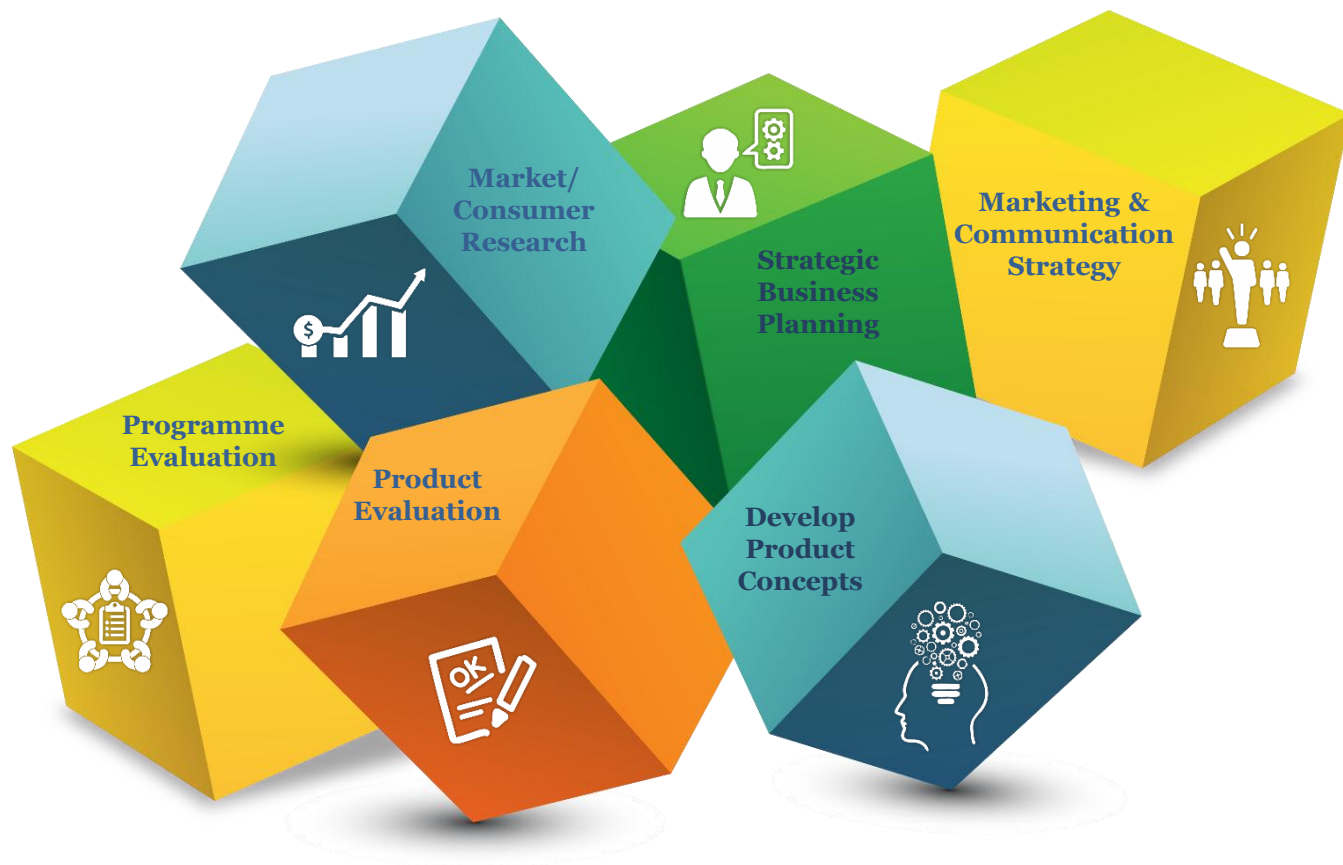 Market/
Consumer
Research
$
Strategic
Business
Planning
Marketing &
Communication
Strategy
Programme
Evaluation
Product
Evaluation
OK
Develop
Product
Concepts